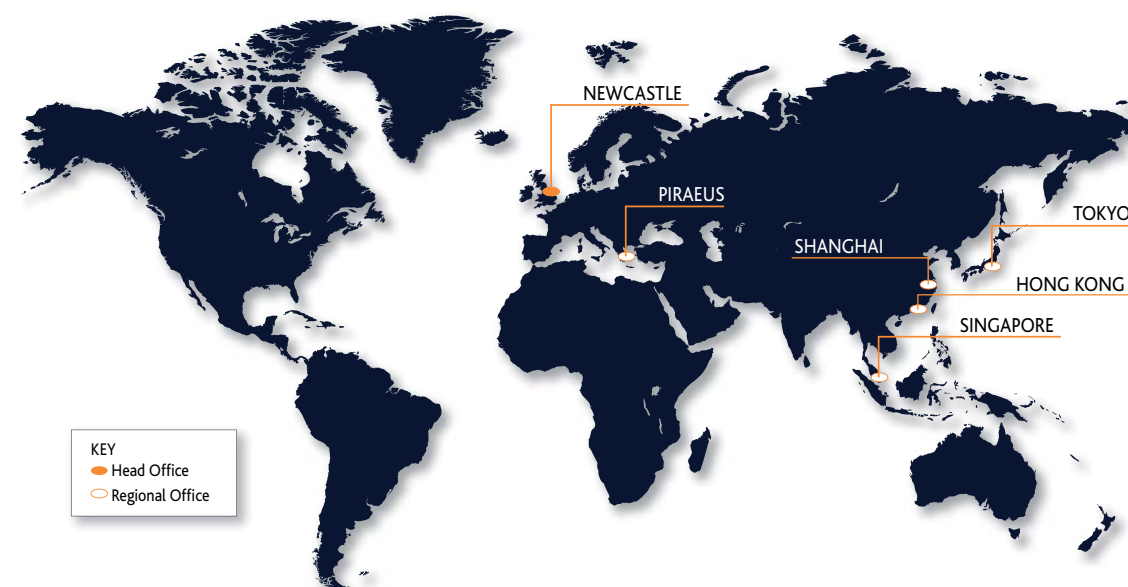 NEWCASTLE
PIRAEUS
TOKYO
SHANGHAI
HONG KONG
SINGAPORE
KEY
Head Office
Regional Office